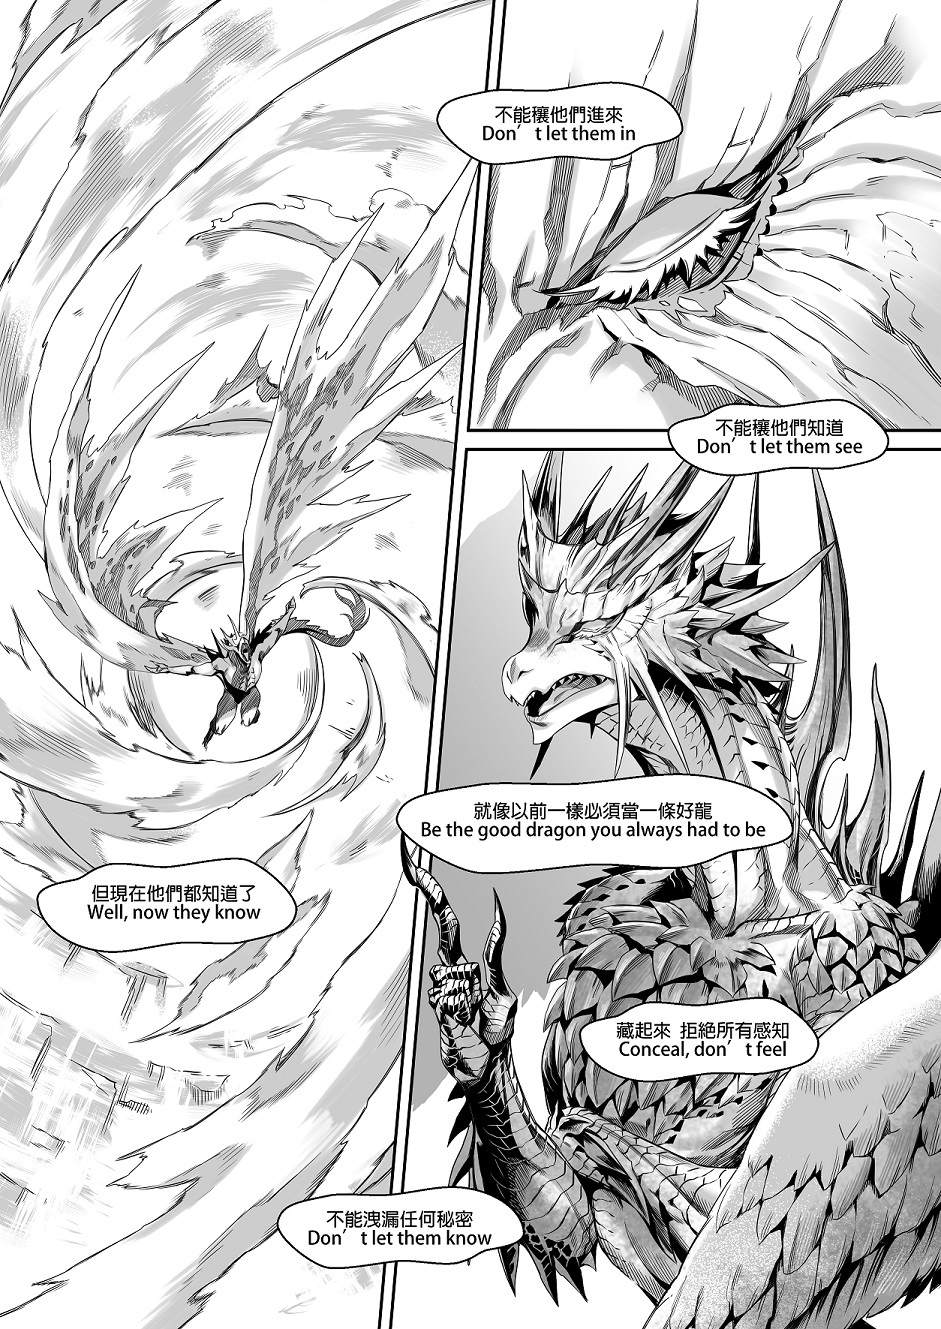 不能穰他們進來
Don't let them in
不能穰他們知道
Don't let them see
就像以前一樣必須當一條好龍
Be the good dragon you always had to be
藏起來 拒絕所有感知
Conceal, don't feel
不能洩漏任何秘密
Don't let them know
但現在他們都知道了
Well, now they know